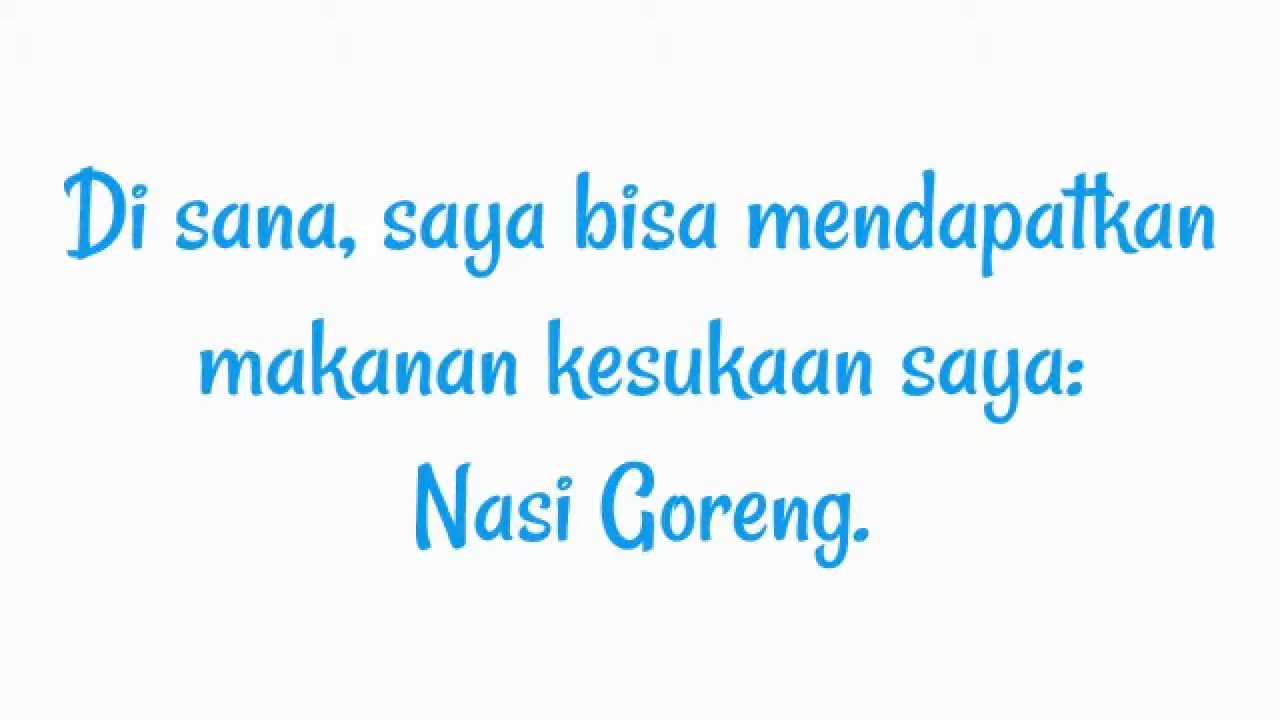 Di sana, saya bisa mendapatkan
makanan kesukaan saya:
Nasi Goreng.